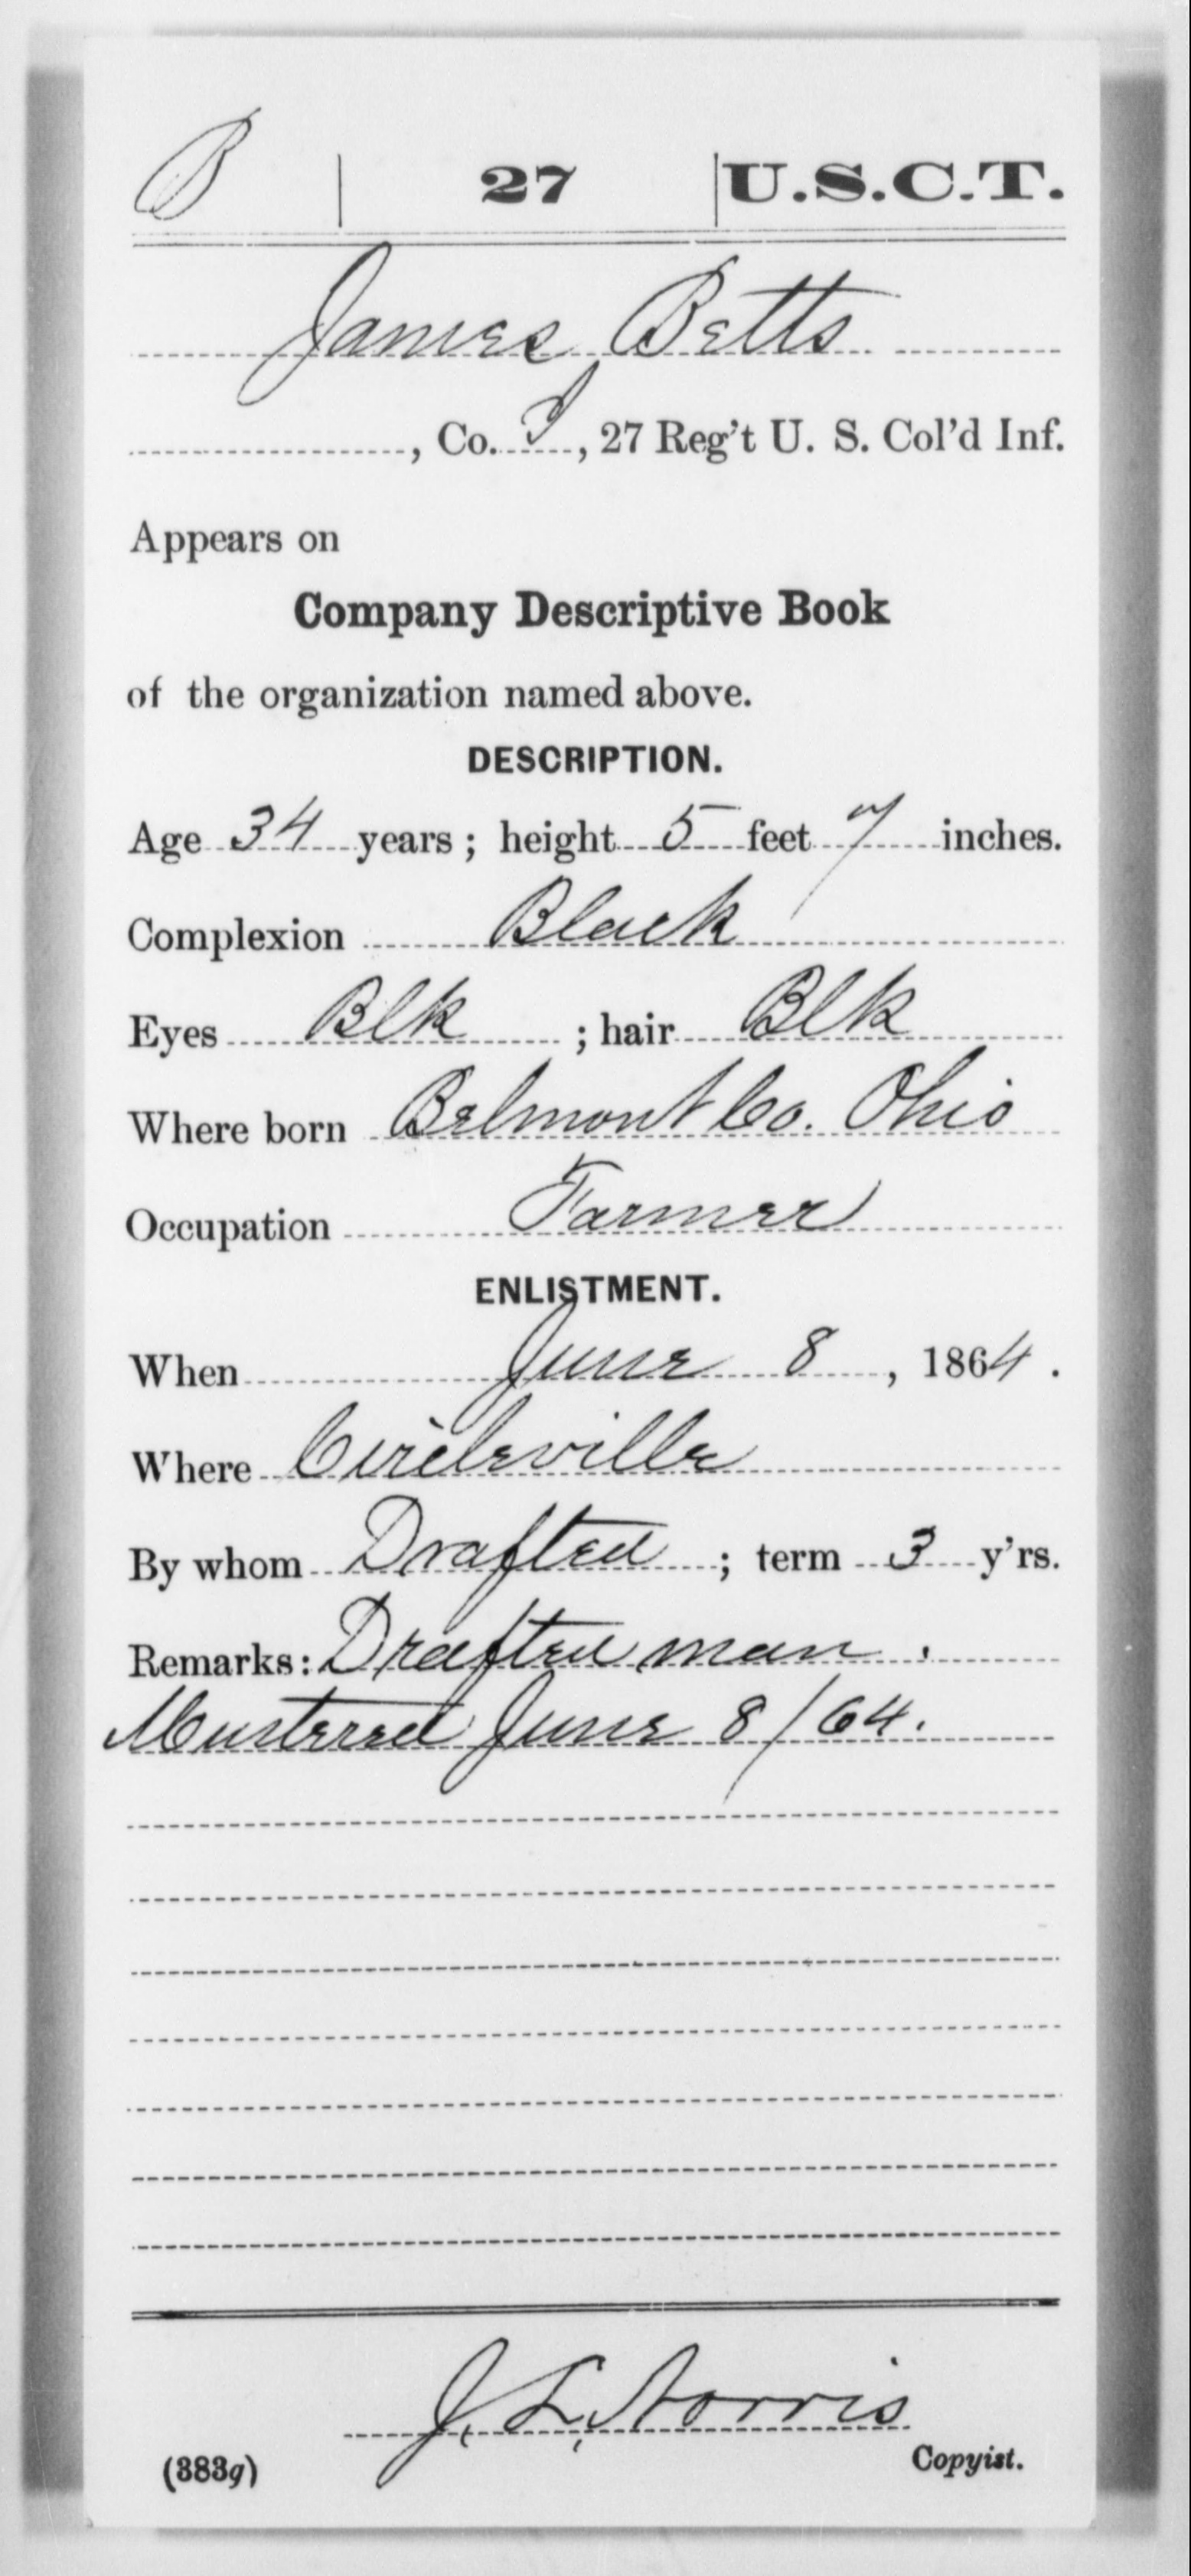 B | 27 | U.S.C.T.
James Betts
, Co. I, 27 Reg't U. S. Col'd Inf.
Appears on
Company Descriptive Book
of the organization named above.
DESCRIPTION.
Age 34 years; height 5 feet 7 inches.
Complexion Black
Eyes Blk ; hair Blk
Where born Belmont Co. Ohio
Occupation Farmer
ENLISTMENT.
When June 8, 1864.
Where Circleville
By whom Drafted ; term 3 y'rs.
Remarks: Drafted man.
Mustered June 8/64.
J. L. Norris
(383g) Copyist.